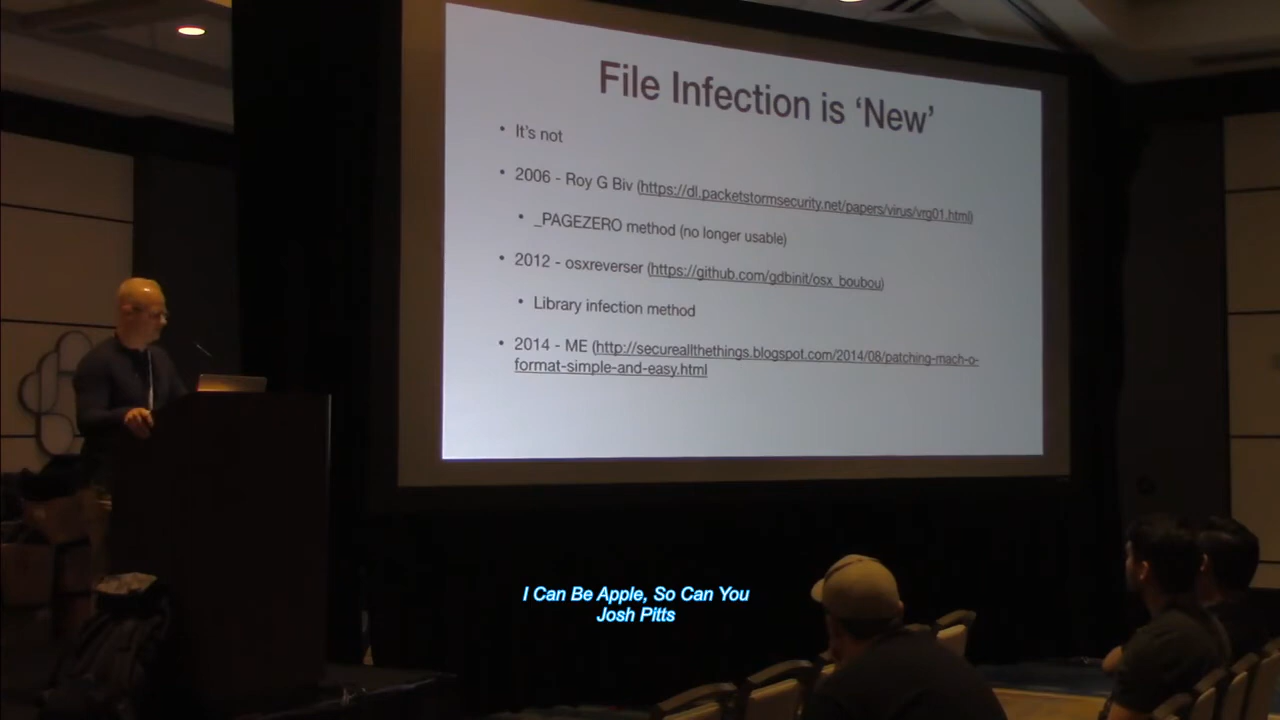 File Infection is ‘New’
• It's not
• 2006 - Roy G Biv (https://dl.packetstormsecurity.net/papers/virus/vrg01.html)
• _PAGEZERO method (no longer usable)
• 2012 - osxreverser (https://github.com/gdbinit/osx_boubou)
• Library infection method
• 2014 - ME (http://secureallthethings.blogspot.com/2014/08/patching-mach-o-
format-simple-and-easy.html
I Can Be Apple, So Can You
Josh Pitts